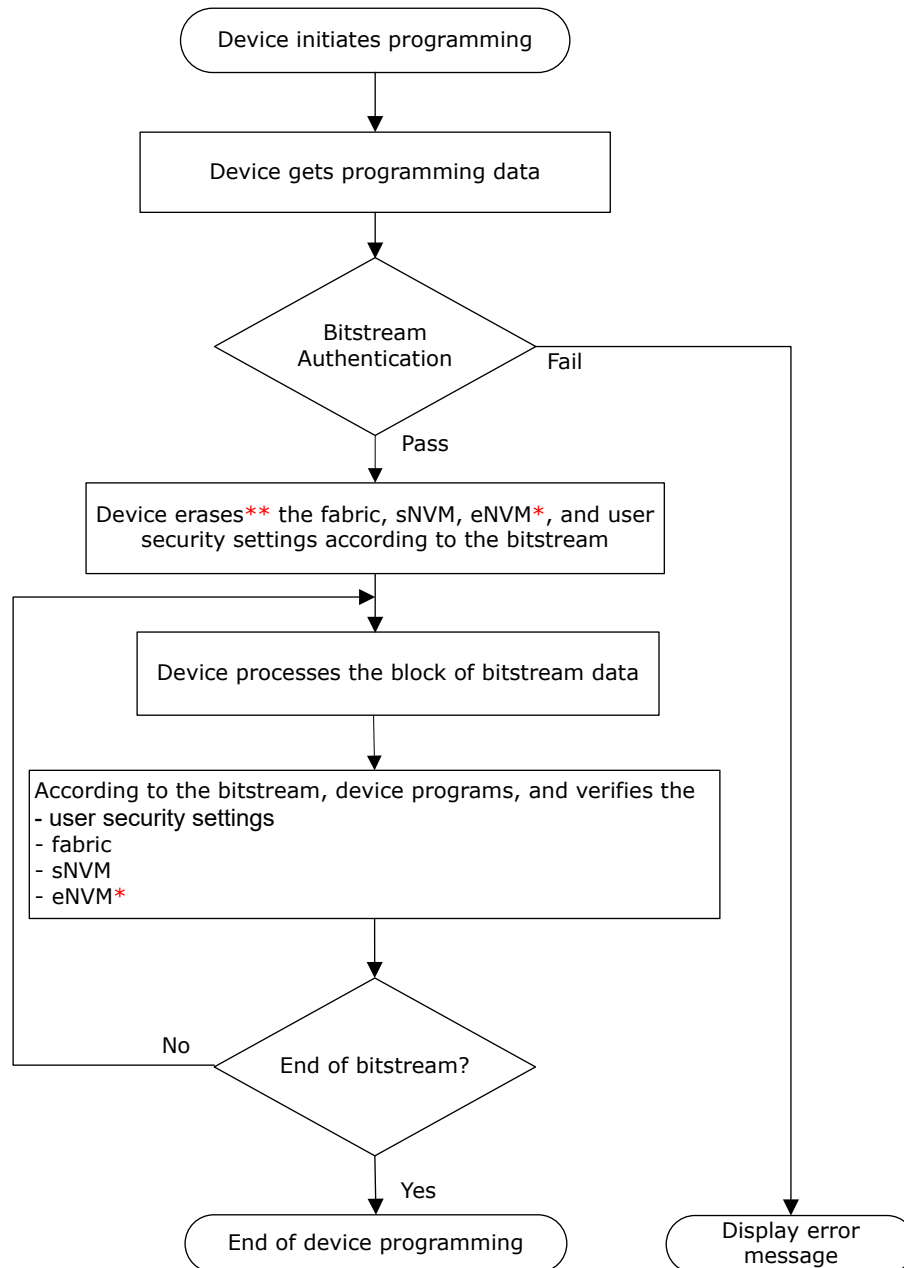 Device initiates programming
Device gets programming data
Bitstream
Authentication
Fail
Pass
Device erases** the fabric, sNVM, eNVM*, and user
security settings according to the bitstream
Device processes the block of bitstream data
According to the bitstream, device programs, and verifies the
- user security settings
- fabric
- sNVM
- eNVM*
No
End of bitstream?
Yes
End of device programming
Display error
message